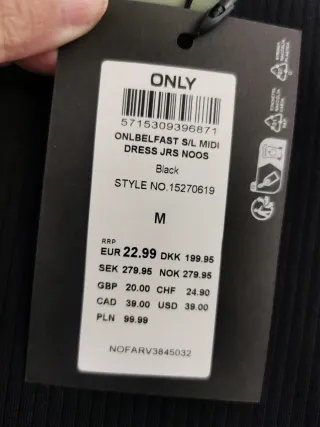 ONLY
5715309396871
ONLBELFAST S/L MIDI
DRESS JRS NOOS
Black
STYLE NO.15270619
M
RRP
EUR 22.99 DKK 199.95
SEK 279.95 NOK 279.95
GBP 20.00 CHF 24.90
CAD 39.00 USD 39.00
PLN 99.99
NOFARV3845032